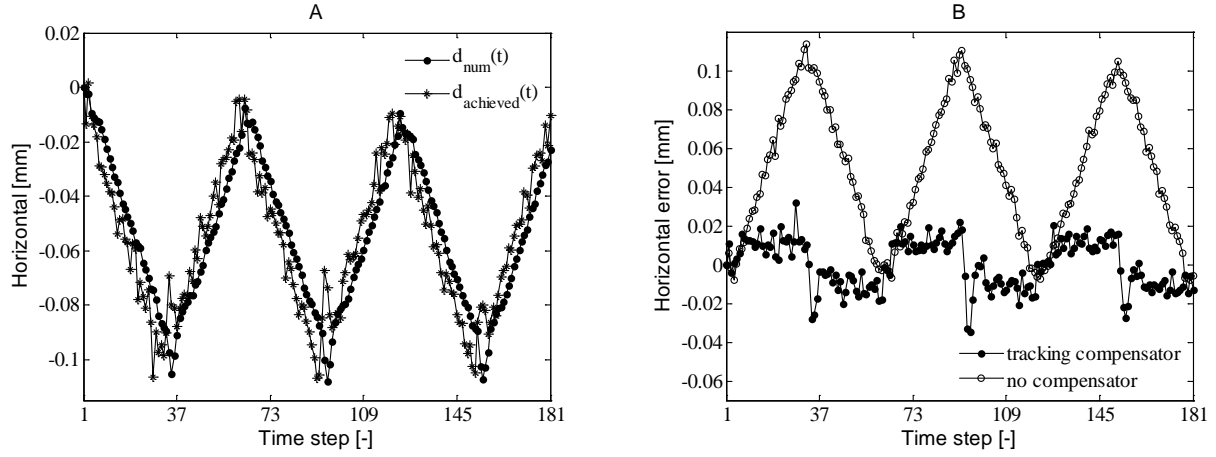 A
0.02
0
-0.02
-0.04
-0.06
-0.08
-0.1
1
37
73
109
145
181
Horizontal [mm]
Time step [-]
d_num(t)
d_achieved(t)
B
0.1
0.08
0.06
0.04
0.02
0
-0.02
-0.04
-0.06
1
37
73
109
145
181
Horizontal error [mm]
Time step [-]
tracking compensator
no compensator